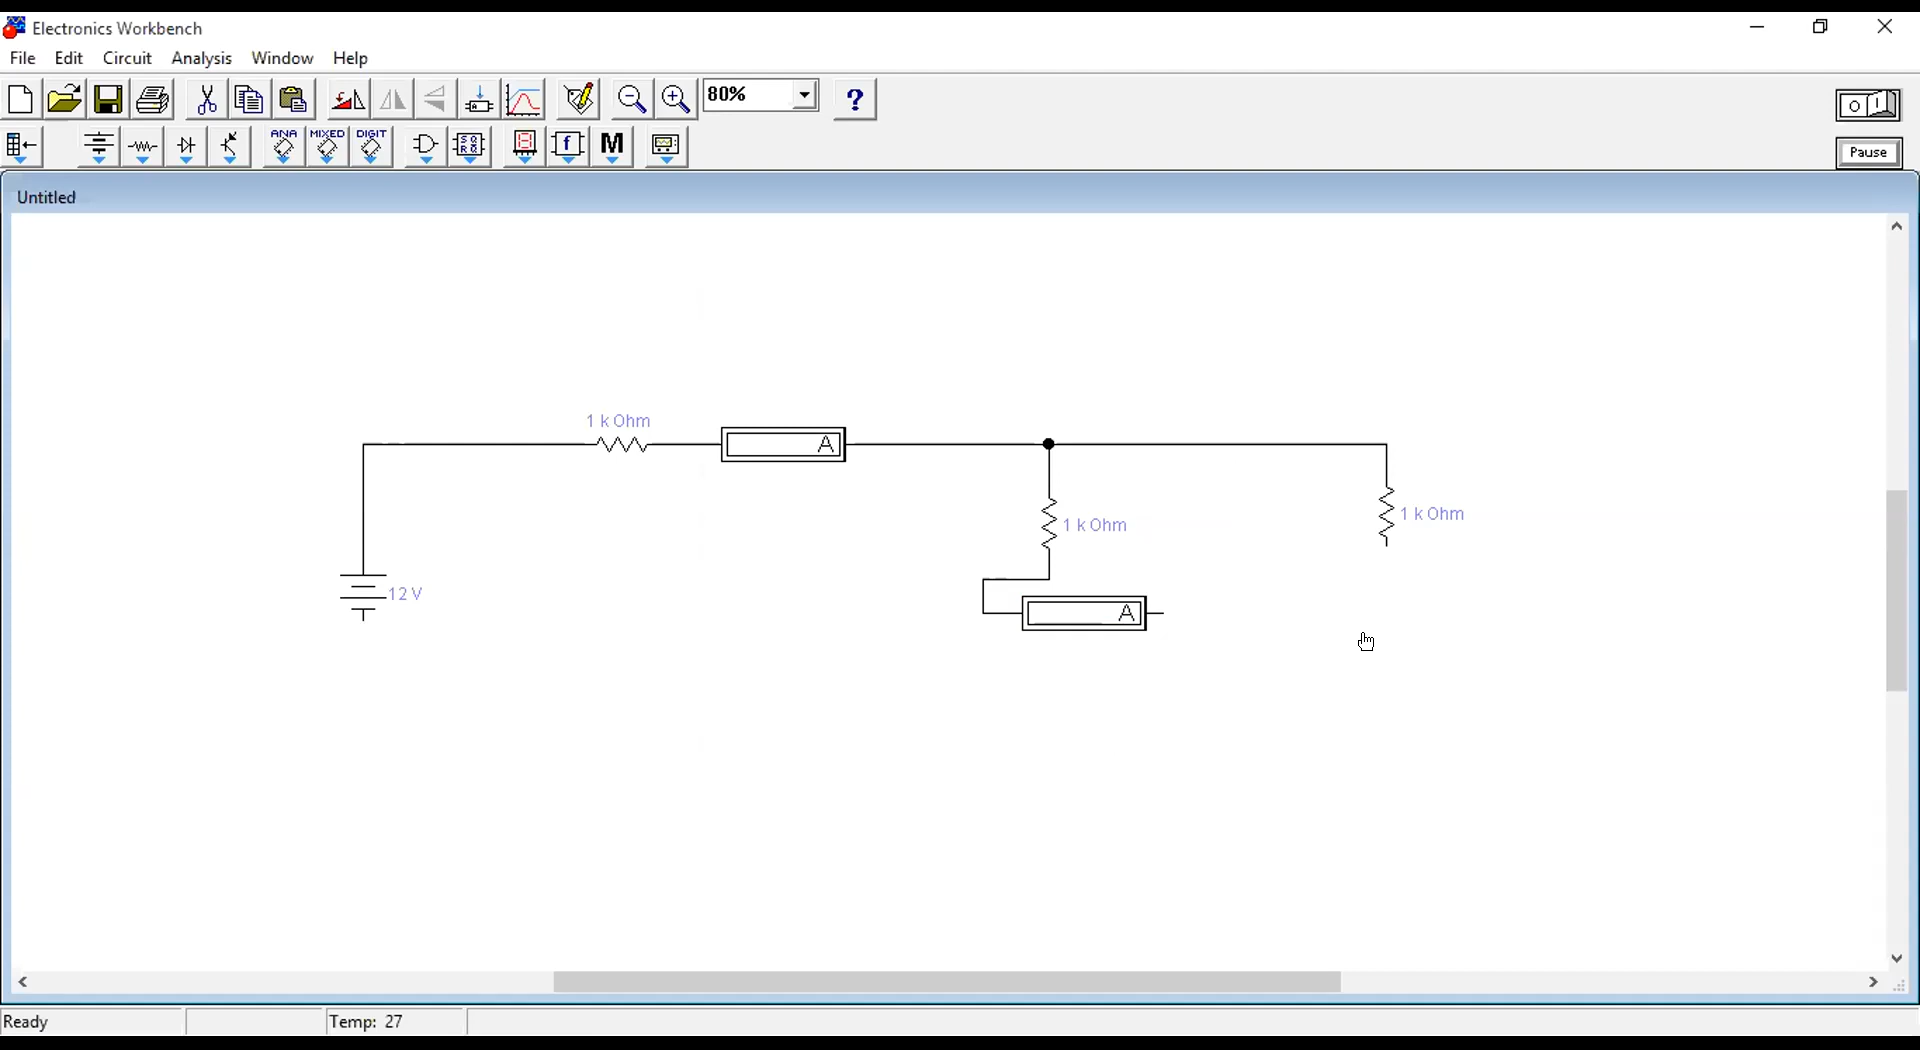 Electronics Workbench
File Edit Circuit Analysis Window Help
80% ?
ANA MIXED DIGIT f M
Pause
Untitled
1 k Ohm
A
1 k Ohm
1 k Ohm
12 V
A
Ready Temp: 27